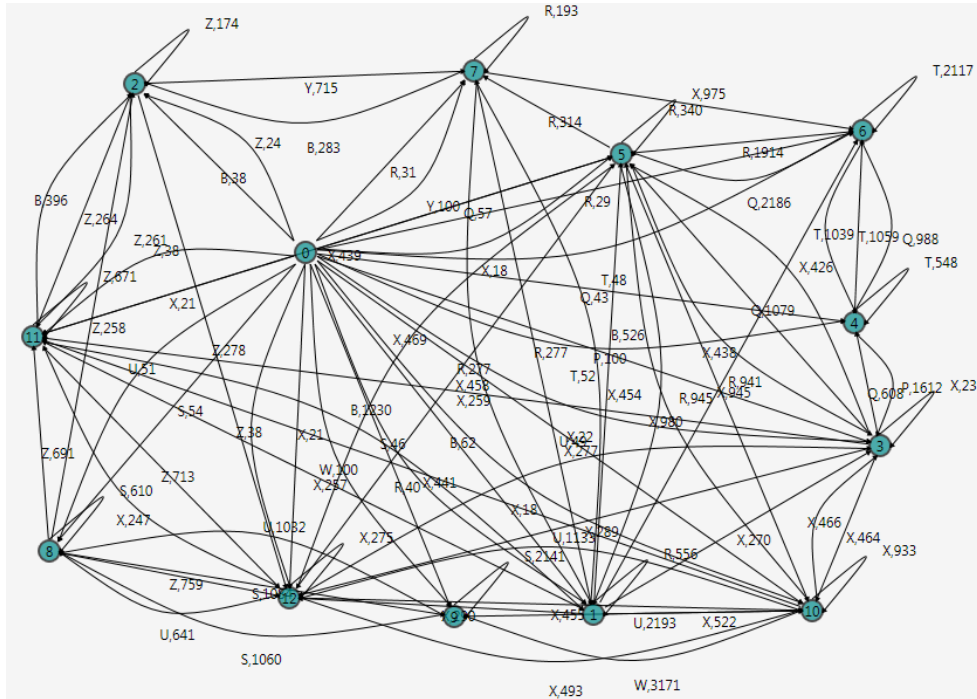 Z,174
R,193
T,2117
2
7
Y,715
X,975
R,340
R,314
6
5
Z,24
B,283
R,1914
B,38
R,31
B,396
Z,264
Y,100
Q,57
R,29
Q,2186
T,1039
T,1059
Q,988
Z,261
Z,38
0
X,439
X,18
X,426
T,548
Z,671
T,48
X,21
Q,43
Q,1079
4
11
Z,258
X,469
B,526
Z,278
R,277
P,100
X,438
U,51
R,277
T,52
R,941
X,458
X,454
R,945
X,945
Q,608
P,1612
X,23
X,259
S,54
B,1230
X,980
Z,38
X,21
S,46
B,62
X,22
3
X,277
Z,691
Z,713
W,100
X,257
R,40
X,441
S,610
X,247
X,18
X,466
U,1032
X,275
U,1133
X,289
X,270
X,464
8
S,2141
R,556
X,933
Z,759
12
9
1
10
X,455
U,2193
X,522
U,641
S,1060
X,493
W,3171